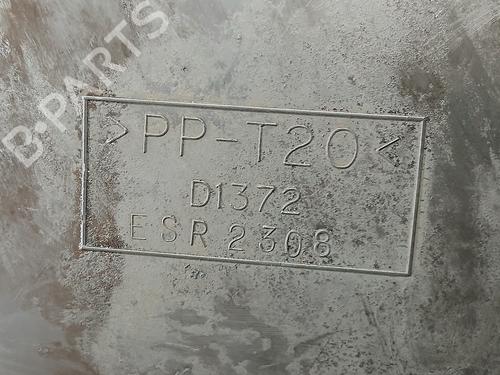 B-PARTS
>PP-T20<
D1372
ESR 2308